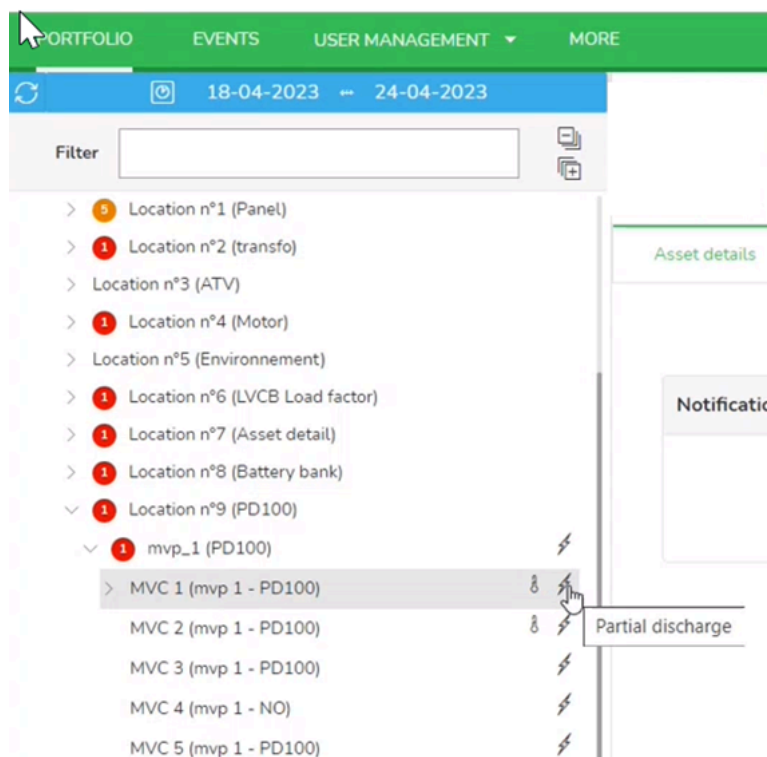 PORTFOLIO EVENTS USER MANAGEMENT MORE
18-04-2023 24-04-2023
Filter
5 Location n°1 (Panel)
1 Location n°2 (transfo)
Asset details
Location n°3 (ATV)
1 Location n°4 (Motor)
Location n°5 (Environnement)
1 Location n°6 (LVCB Load factor)
Notificatio
1 Location n°7 (Asset detail)
1 Location n°8 (Battery bank)
1 Location n°9 (PD100)
1 mvp_1 (PD100)
MVC 1 (mvp 1 - PD100)
MVC 2 (mvp 1 - PD100)
Partial discharge
MVC 3 (mvp 1 - PD100)
MVC 4 (mvp 1 - NO)
MVC 5 (mvp 1 - PD100)